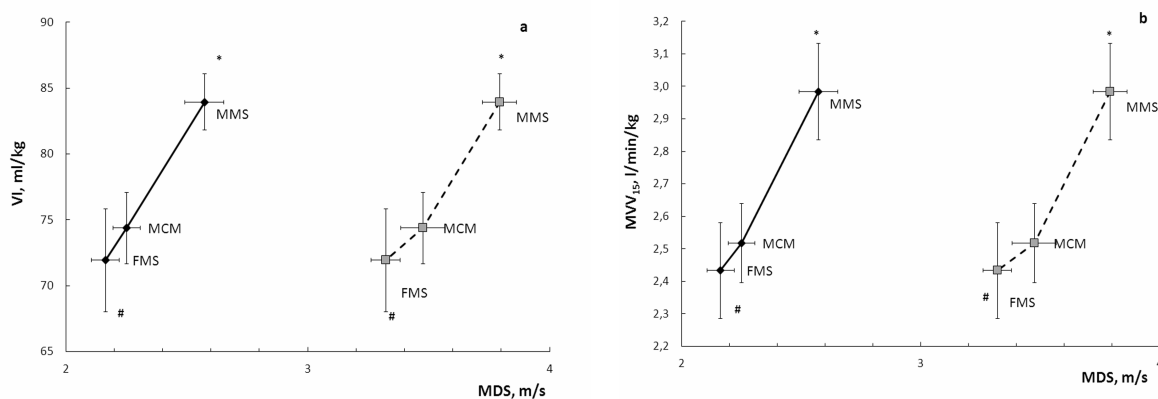 a
VI, ml/kg
90
85
80
75
70
65
*
*
MMS
MMS
MCM
MCM
FMS
FMS
#
#
2
3
4
MDS, m/s
b
MVV15, l/min/kg
3,2
3,1
3,0
2,9
2,8
2,7
2,6
2,5
2,4
2,3
2,2
*
*
MMS
MMS
MCM
MCM
FMS
FMS
#
#
2
3
4
MDS, m/s